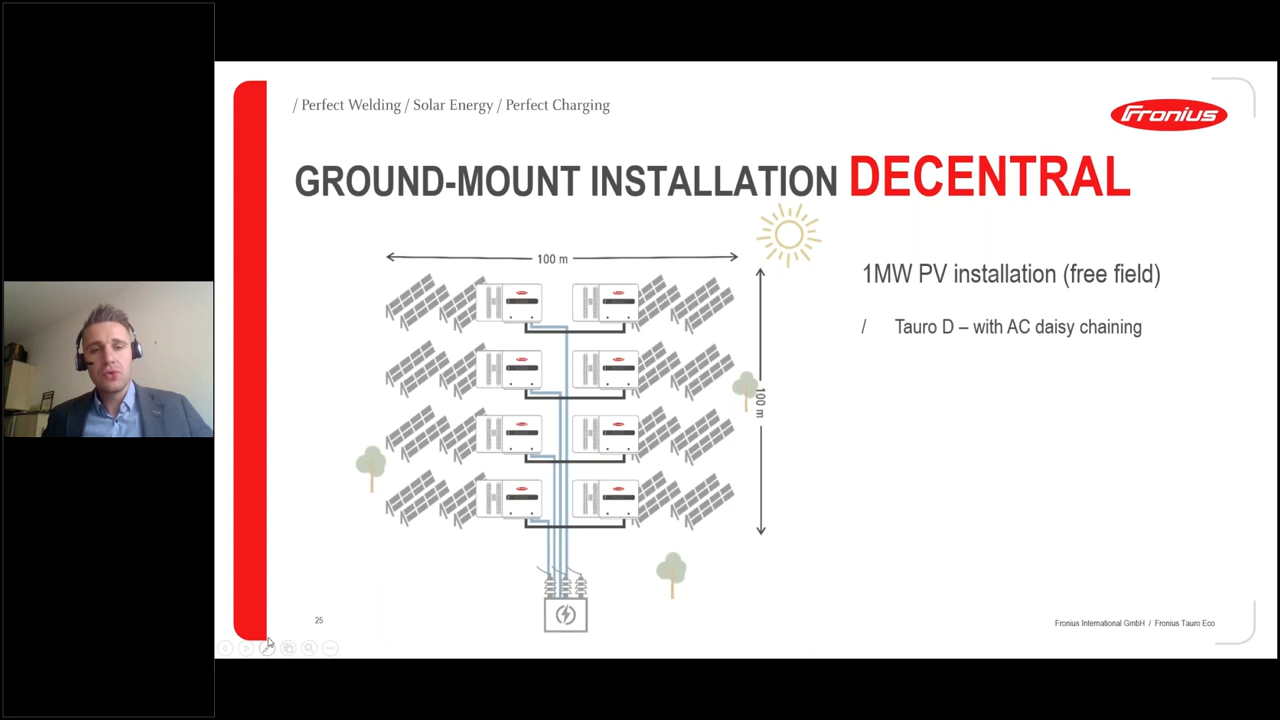 / Perfect Welding / Solar Energy / Perfect Charging
Fronius
GROUND-MOUNT INSTALLATION DECENTRAL
100 m
100 m
1MW PV installation (free field)
/ Tauro D – with AC daisy chaining
25
Fronius International GmbH / Fronius Tauro Eco